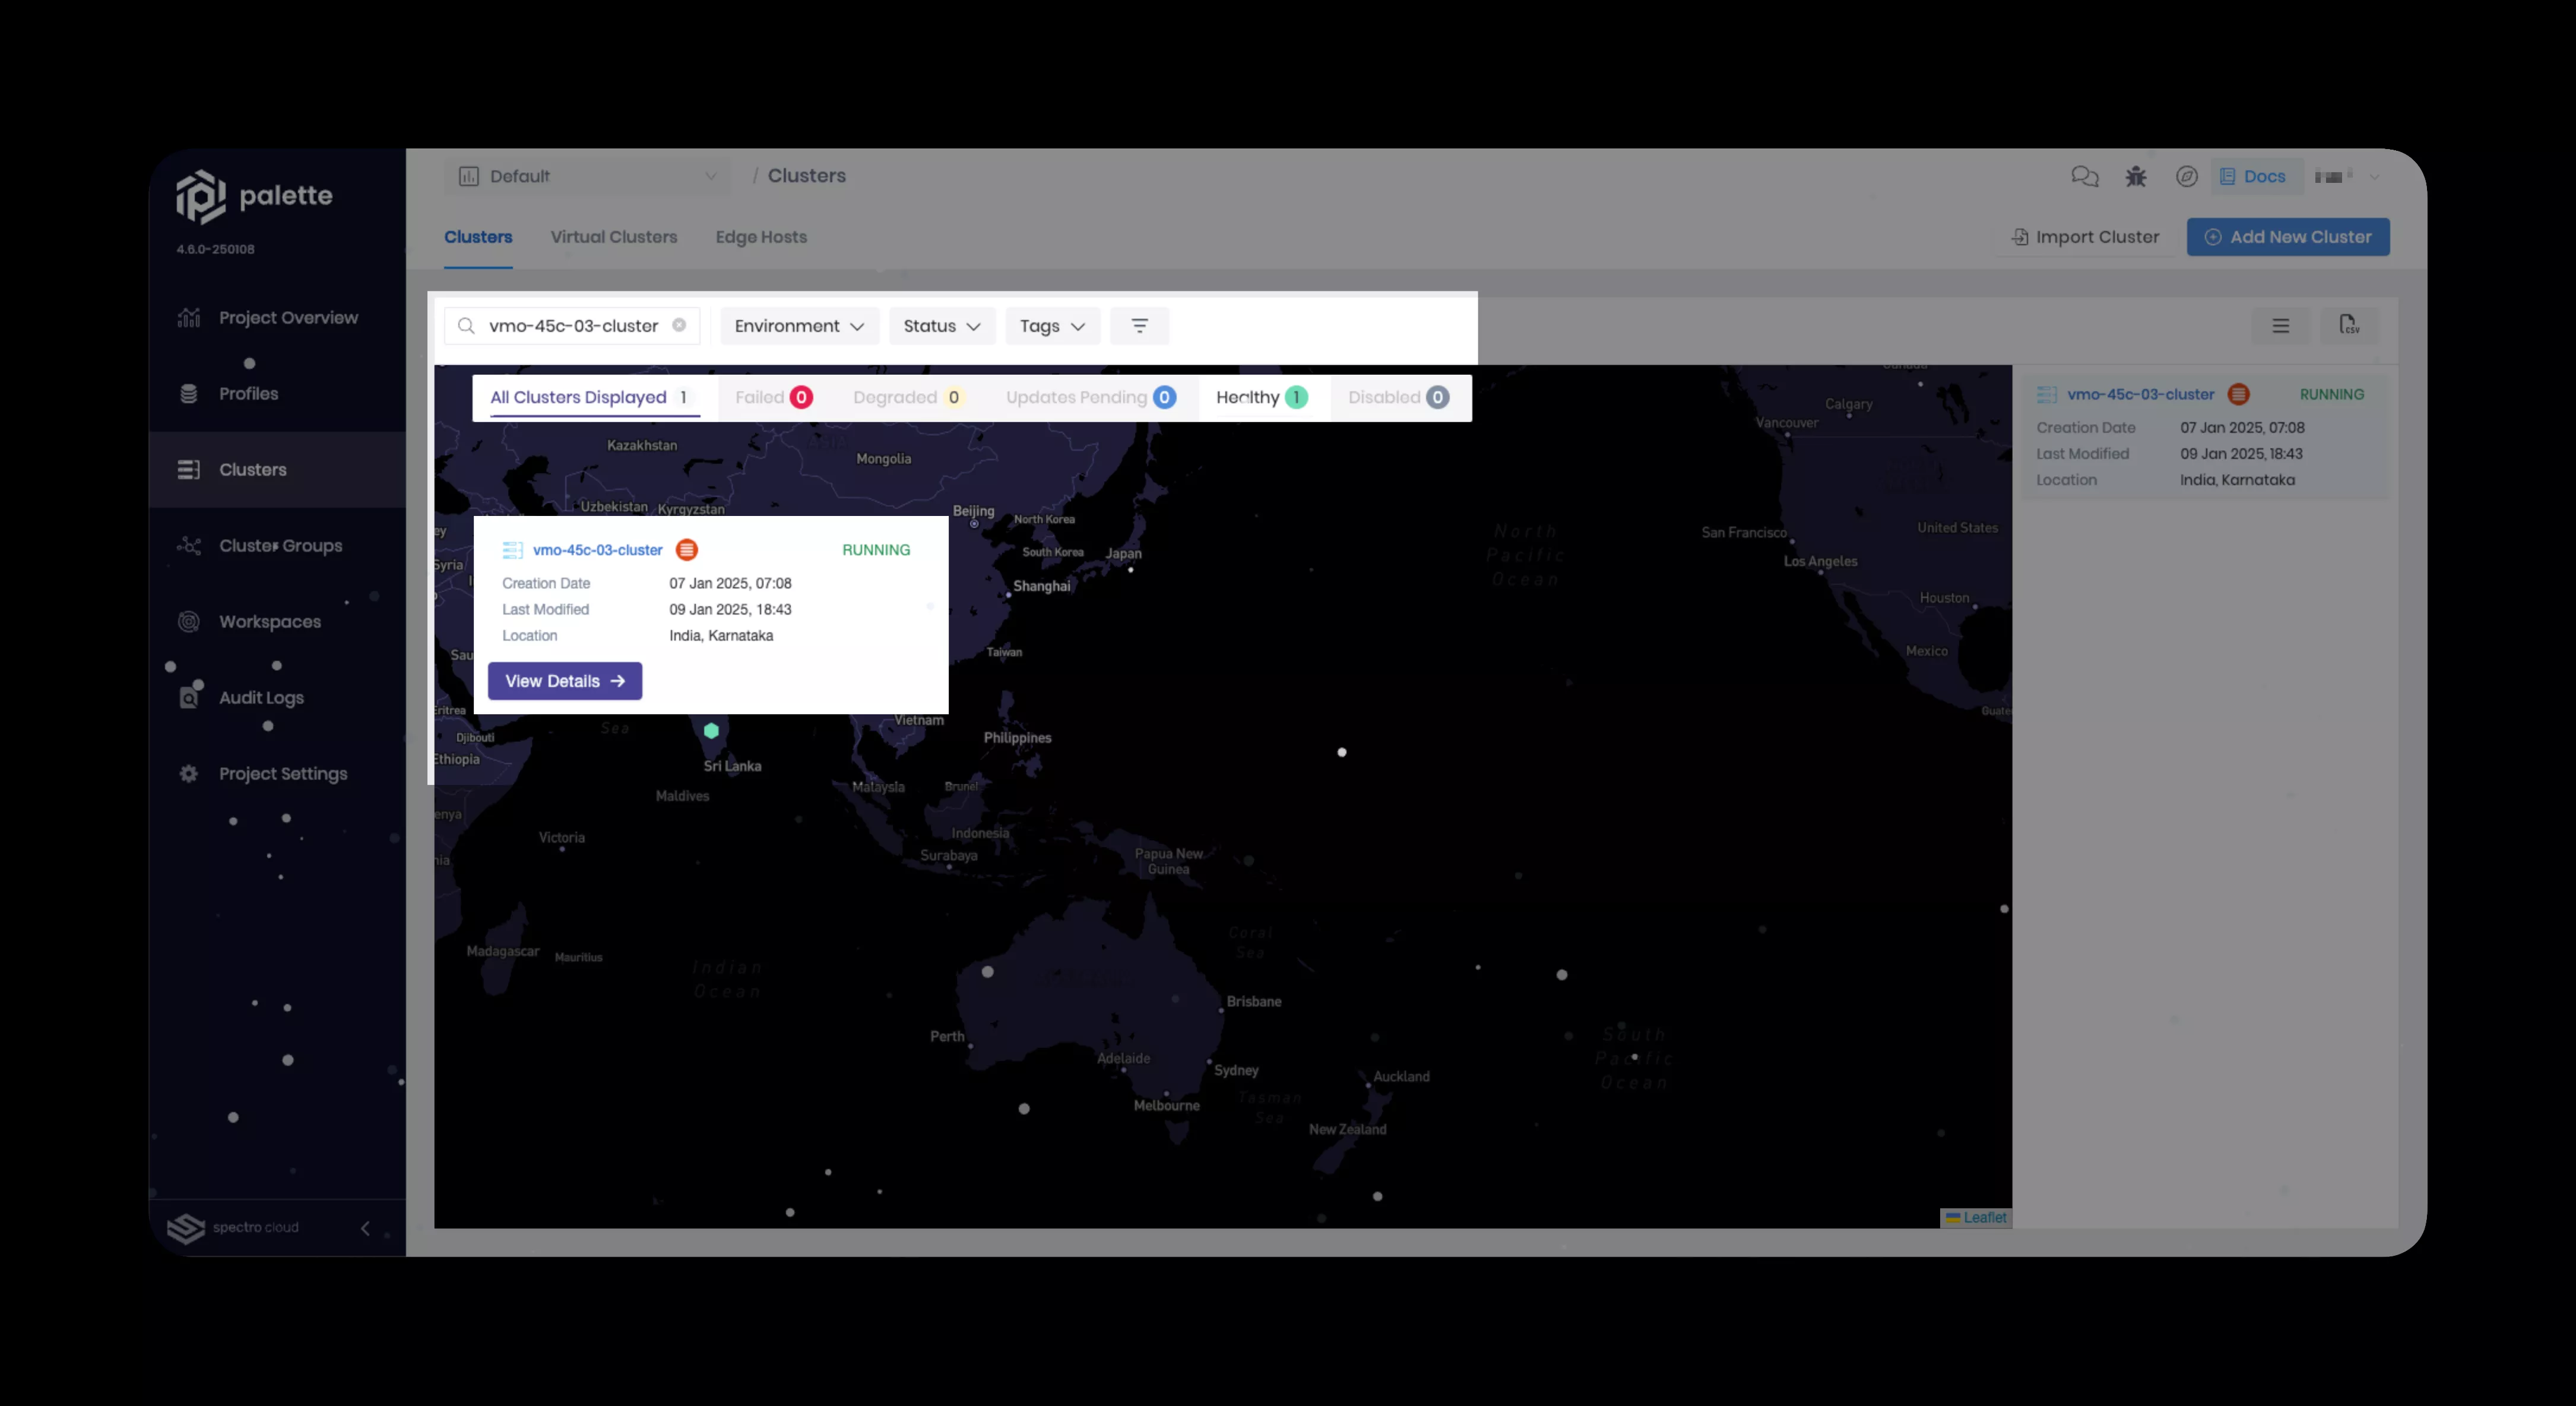 palette
4.6.0-250108
Project Overview
Profiles
Clusters
Cluster Groups
Workspaces
Audit Logs
Project Settings
spectro cloud
Default
/ Clusters
Docs
Clusters
Virtual Clusters
Edge Hosts
Import Cluster
Add New Cluster
vmo-45c-03-cluster
Environment
Status
Tags
CSV
All Clusters Displayed 1
Failed 0
Degraded 0
Updates Pending 0
Healthy 1
Disabled 0
Kazakhstan
Mongolia
Uzbekistan
Kyrgyzstan
Beijing
North Korea
South Korea
Japan
Syria
Shanghai
Taiwan
vmo-45c-03-cluster
RUNNING
Creation Date 07 Jan 2025, 07:08
Last Modified 09 Jan 2025, 18:43
Location India, Karnataka
View Details
Sau
Eritrea
Djibouti
Ethiopia
Sea
Vietnam
Philippines
Sri Lanka
Maldives
Malaysia
Brunei
enya
Victoria
Indonesia
Surabaya
Papua New
Guinea
Madagascar
Mauritius
Indian
Ocean
Coral
Sea
Brisbane
Perth
Adelaide
Sydney
Melbourne
Tasman
Sea
Auckland
New Zealand
North
Pacific
Ocean
South
Pacific
Ocean
Calgary
Vancouver
San Francisco
United States
Los Angeles
Houston
Mexico
Guate
Leaflet
vmo-45c-03-cluster
RUNNING
Creation Date 07 Jan 2025, 07:08
Last Modified 09 Jan 2025, 18:43
Location India, Karnataka